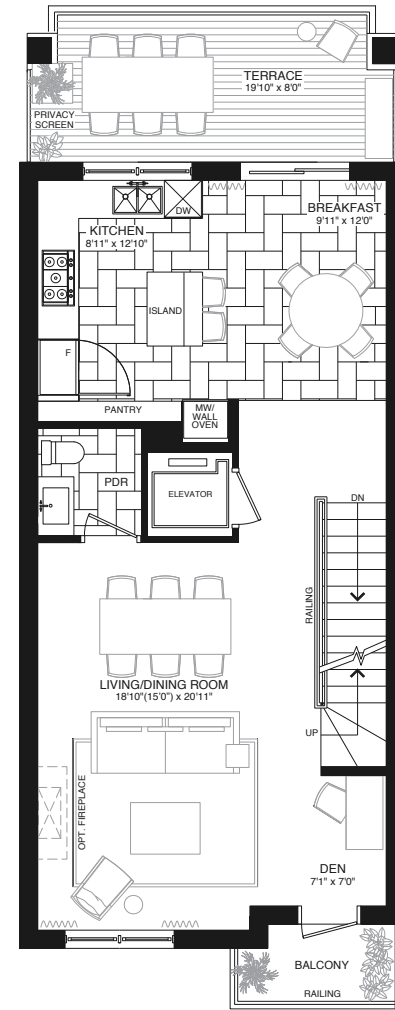 TERRACE
19'10" x 8'0"
PRIVACY
SCREEN
DW
KITCHEN
8'11" x 12'10"
BREAKFAST
9'11" x 12'0"
ISLAND
F
PANTRY
MW/
WALL
OVEN
PDR
ELEVATOR
DN
RAILING
LIVING/DINING ROOM
18'10"(15'0") x 20'11"
UP
OPT. FIREPLACE
DEN
7'1" x 7'0"
BALCONY
RAILING